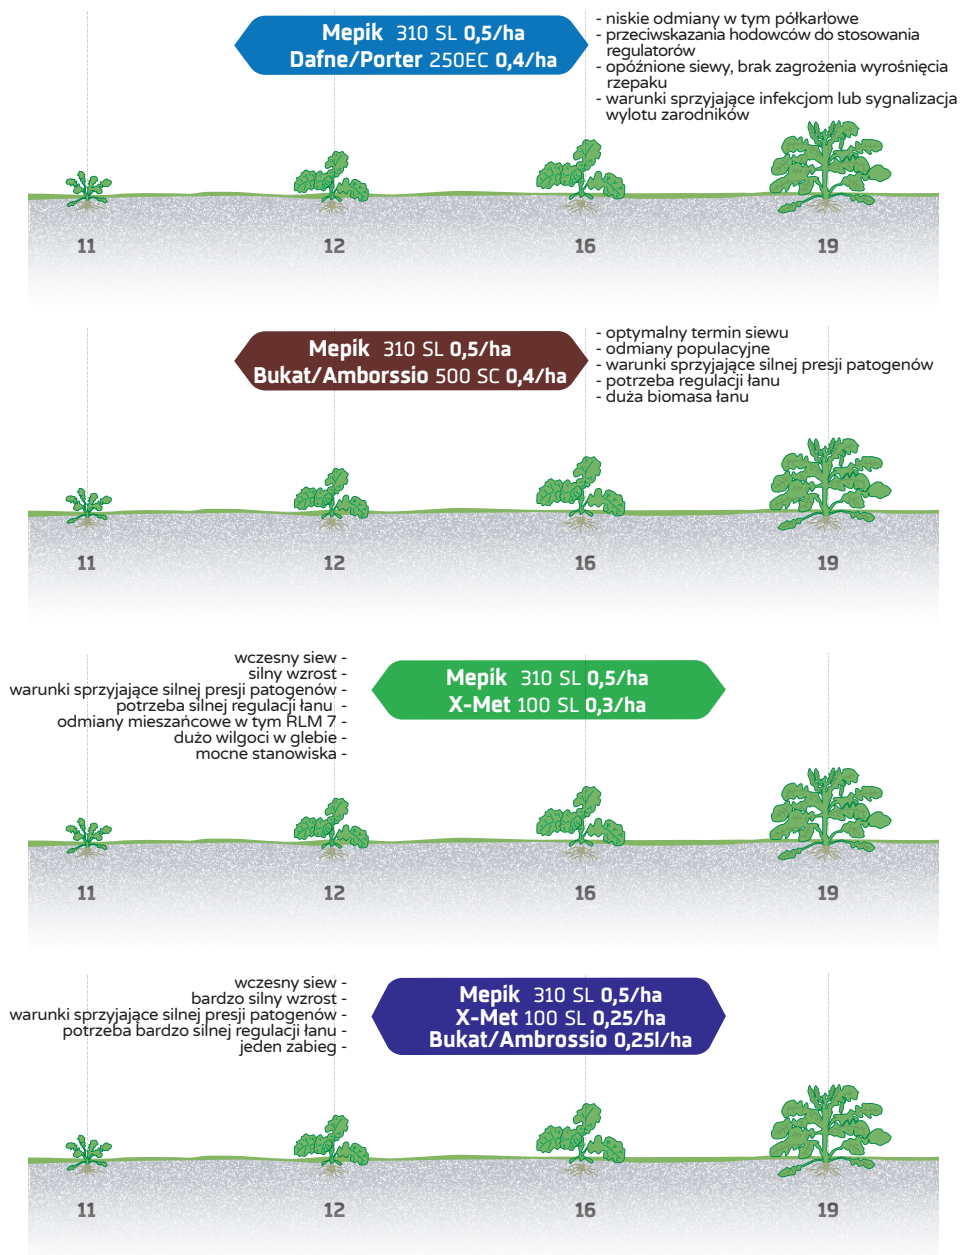 Mepik 310 SL 0,5/ha
Dafne/Porter 250EC 0,4/ha
- niskie odmiany w tym półkarłowe
- przeciwskazania hodowców do stosowania
regulatorów
- opóźnione siewy, brak zagrożenia wyrośnięcia
rzepaku
- warunki sprzyjające infekcjom lub sygnalizacja
wylotu zarodników
11 12 16 19
Mepik 310 SL 0,5/ha
Bukat/Amborssio 500 SC 0,4/ha
- optymalny termin siewu
- odmiany populacyjne
- warunki sprzyjające silnej presji patogenów
- potrzeba regulacji łanu
- duża biomasa łanu
11 12 16 19
wczesny siew -
silny wzrost -
warunki sprzyjające silnej presji patogenów -
potrzeba silnej regulacji łanu -
odmiany mieszańcowe w tym RLM 7 -
dużo wilgoci w glebie -
mocne stanowiska -
Mepik 310 SL 0,5/ha
X-Met 100 SL 0,3/ha
11 12 16 19
wczesny siew -
bardzo silny wzrost -
warunki sprzyjające silnej presji patogenów -
potrzeba bardzo silnej regulacji łanu -
jeden zabieg -
Mepik 310 SL 0,5/ha
X-Met 100 SL 0,25/ha
Bukat/Ambrossio 0,25l/ha
11 12 16 19